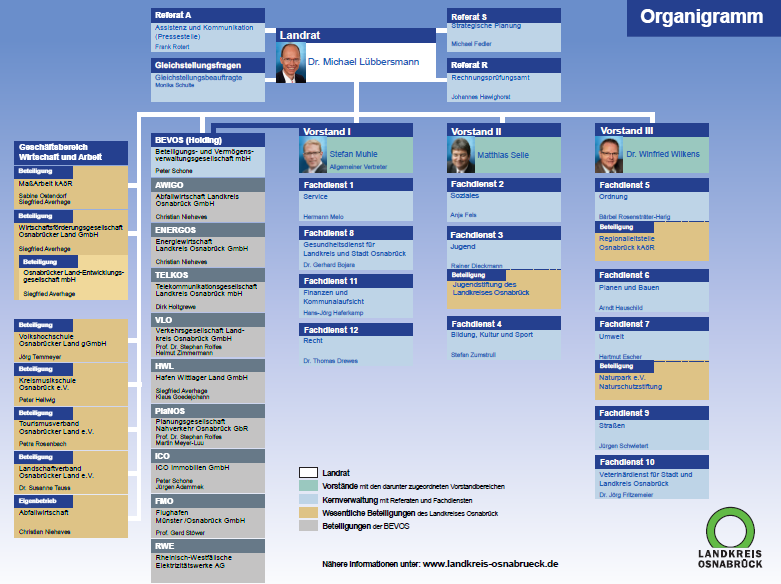 Organigramm
Referat A
Assistenz und Kommunikation
(Pressestelle)
Frank Rotert
Gleichstellungsfragen
Gleichstellungsbeauftragte
Monika Schulte
Landrat
Dr. Michael Lübbersmann
Referat S
Strategische Planung
Michael Fedler
Referat R
Rechnungsprüfungsamt
Johannes Hawighorst
Geschäftsbereich
Wirtschaft und Arbeit
Beteiligung
MaßArbeit kAöR
Sabine Ostendorf
Siegfried Averhage
Beteiligung
Wirtschaftsförderungsgesellschaft
Osnabrücker Land GmbH
Siegfried Averhage
Beteiligung
Osnabrücker Land-Entwicklungs-
gesellschaft mbH
Siegfried Averhage
Beteiligung
Volkshochschule
Osnabrücker Land gGmbH
Jörg Temmeyer
Beteiligung
Kreismusikschule
Osnabrück e.V.
Peter Hellwig
Beteiligung
Tourismusverband
Osnabrücker Land e.V.
Petra Rosenbach
Beteiligung
Landschaftverband
Osnabrücker Land e.V.
Dr. Susanne Tauss
Eigenbetrieb
Abfallwirtschaft
Christian Niehaves
BEVOS (Holding)
Beteiligungs- und Vermögens-
verwaltungsgesellschaft mbH
Peter Schone
AWIGO
Abfallwirtschaft Landkreis
Osnabrück GmbH
Christian Niehaves
ENERGOS
Energiewirtschaft
Landkreis Osnabrück GmbH
Christian Niehaves
TELKOS
Telekommunikationsgesellschaft
Landkreis Osnabrück mbH
Dirk Holtgrewe
VLO
Verkehrsgesellschaft Land-
kreis Osnabrück GmbH
Prof. Dr. Stephan Rolfes
Helmut Zimmermann
HWL
Hafen Wittlager Land GmbH
Siegfried Averhage
Klaus Goedejohann
PlaNOS
Planungsgesellschaft
Nahverkehr Osnabrück GbR
Prof. Dr. Stephan Rolfes
Martin Meyer-Luu
ICO
ICO Immobilien GmbH
Peter Schone
Jürgen Adammek
FMO
Flughafen
Münster /Osnabrück GmbH
Prof. Gerd Stöwer
RWE
Rheinisch-Westfälische
Elektrizitätswerke AG
Vorstand I
Stefan Muhle
Allgemeiner Vertreter
Fachdienst 1
Service
Hermann Melo
Fachdienst 8
Gesundheitsdienst für
Landkreis und Stadt Osnabrück
Dr. Gerhard Bojara
Fachdienst 11
Finanzen und
Kommunalaufsicht
Hans-Jörg Haferkamp
Fachdienst 12
Recht
Dr. Thomas Drewes
Vorstand II
Matthias Selle
Fachdienst 2
Soziales
Anja Fels
Fachdienst 3
Jugend
Rainer Dieckmann
Beteiligung
Jugendstiftung des
Landkreises Osnabrück
Fachdienst 4
Bildung, Kultur und Sport
Stefan Zumstrull
Vorstand III
Dr. Winfried Wilkens
Fachdienst 5
Ordnung
Bärbel Rosensträter-Harig
Beteiligung
Regionalleitstelle
Osnabrück kAöR
Fachdienst 6
Planen und Bauen
Arndt Hauschild
Fachdienst 7
Umwelt
Hartmut Escher
Beteiligung
Naturpark e.V.
Naturschutzstiftung
Fachdienst 9
Straßen
Jürgen Schwietert
Fachdienst 10
Veterinärdienst für Stadt und
Landkreis Osnabrück
Dr. Jörg Fritzemeier
Landrat
Vorstände mit den darunter zugeordneten Vorstandbereichen
Kernverwaltung mit Referaten und Fachdiensten
Wesentliche Beteiligungen des Landkreises Osnabrück
Beteiligungen der BEVOS
Nähere Informationen unter: www.landkreis-osnabrueck.de
LANDKREIS
OSNABRÜCK